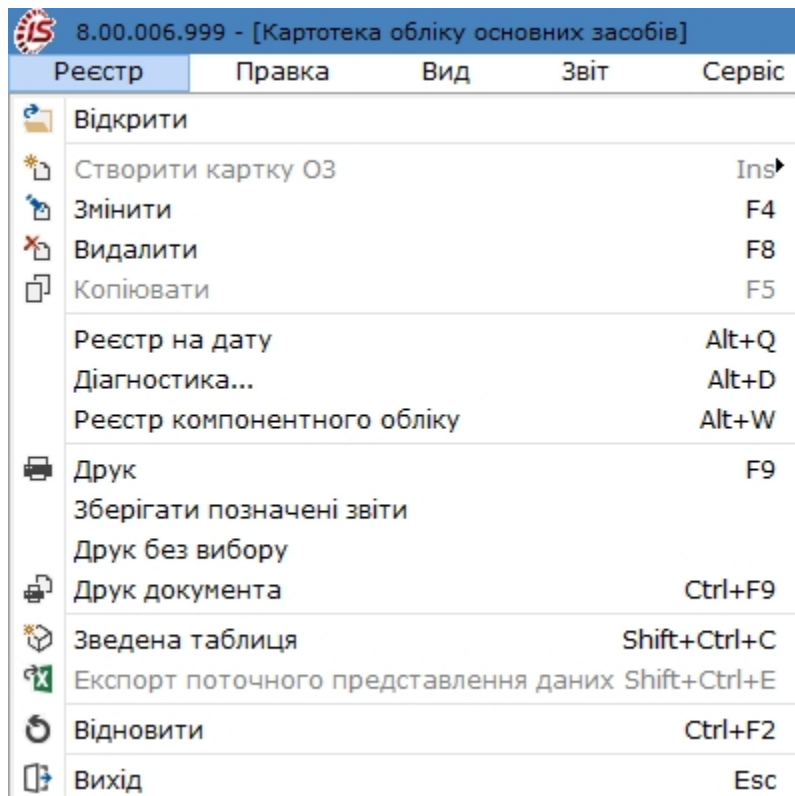 iS 8.00.006.999 - [Картотека обліку основних засобів]
Реєстр Правка Вид Звіт Сервіс
Відкрити
Створити картку ОЗ Ins
Змінити F4
Видалити F8
Копіювати F5
Реєстр на дату Alt+Q
Діагностика... Alt+D
Реєстр компонентного обліку Alt+W
Друк F9
Зберігати позначені звіти
Друк без вибору
Друк документа Ctrl+F9
Зведена таблиця Shift+Ctrl+C
Експорт поточного представлення даних Shift+Ctrl+E
Відновити Ctrl+F2
Вихід Esc